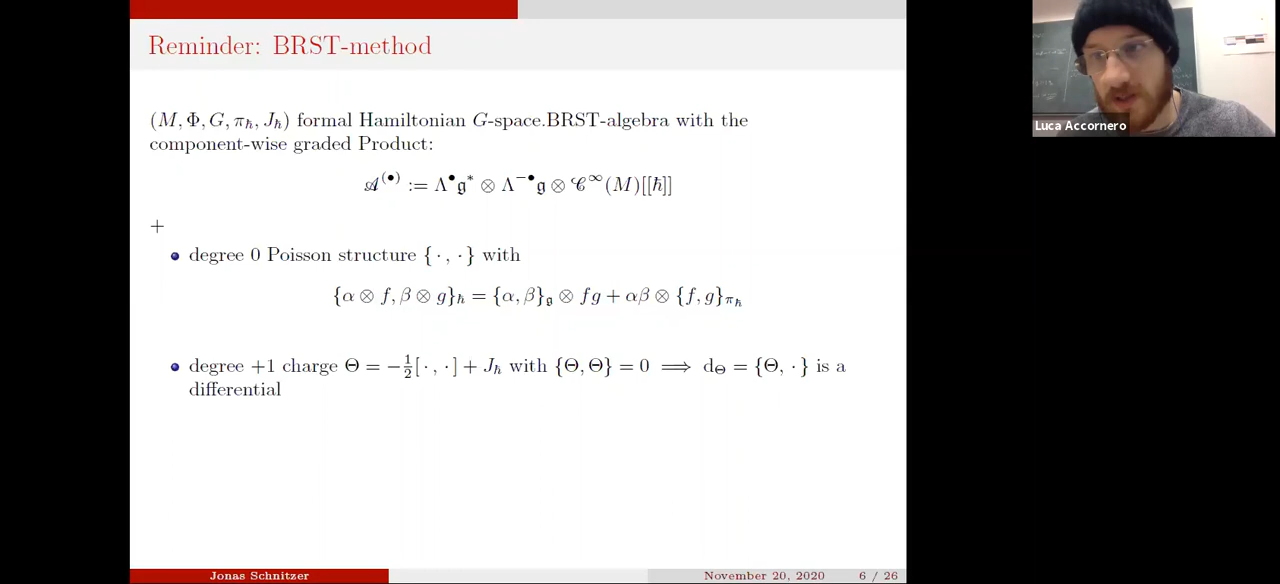 Reminder: BRST-method
(M, Φ, G, π_ħ, J_ħ) formal Hamiltonian G-space.BRST-algebra with the
component-wise graded Product:
𝒜^(•) := Λ^•𝔤* ⊗ Λ^−•𝔤 ⊗ 𝒞^∞(M)[[ħ]]
+
• degree 0 Poisson structure {·, ·} with
{α ⊗ f, β ⊗ g}_ħ = {α, β}_𝔤 ⊗ fg + αβ ⊗ {f, g}_π_ħ
• degree +1 charge Θ = −½[·, ·] + J_ħ with {Θ, Θ} = 0 ⟹ d_Θ = {Θ, ·} is a
differential
Jonas Schnitzer
November 20, 2020
6 / 26
Luca Accornero